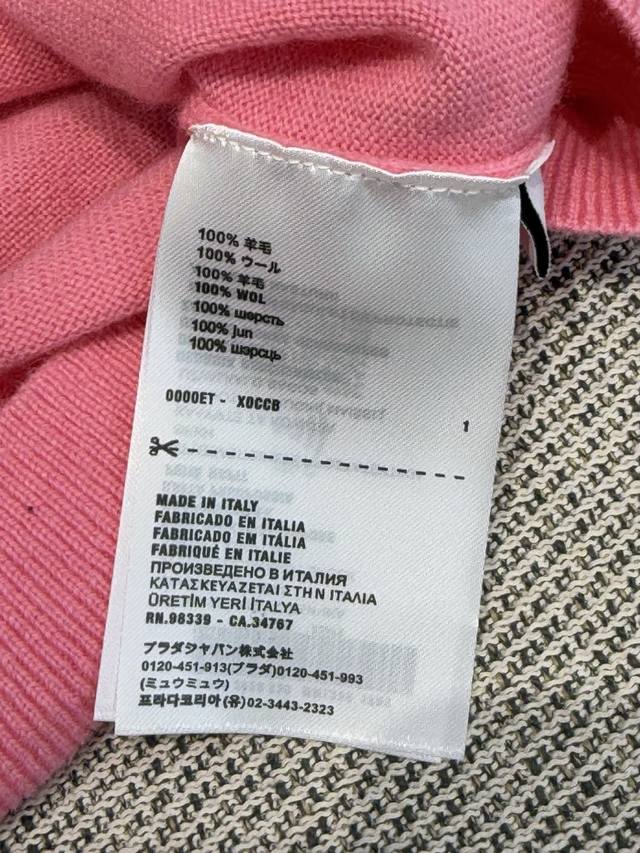 100% 羊毛
100% ウール
100% 羊毛
100% WOL
100% шерсть
100% jun
100% шэрсць
0000ET - X0CCB
1
MADE IN ITALY
FABRICADO EN ITALIA
FABRICADO EM ITÁLIA
FABRIQUÉ EN ITALIE
ПРОИЗВЕДЕНО В ИТАЛИЯ
ΚΑΤΑΣΚΕΥΑΖΕΤΑΙ ΣΤΗΝ ΙΤΑΛΙΑ
ÜRETİM YERİ İTALYA
RN.98339 - CA.34767
プラダジャパン株式会社
0120-451-913(プラダ)0120-451-993
(ミュウミュウ)
프라다코리아(유)02-3443-2323